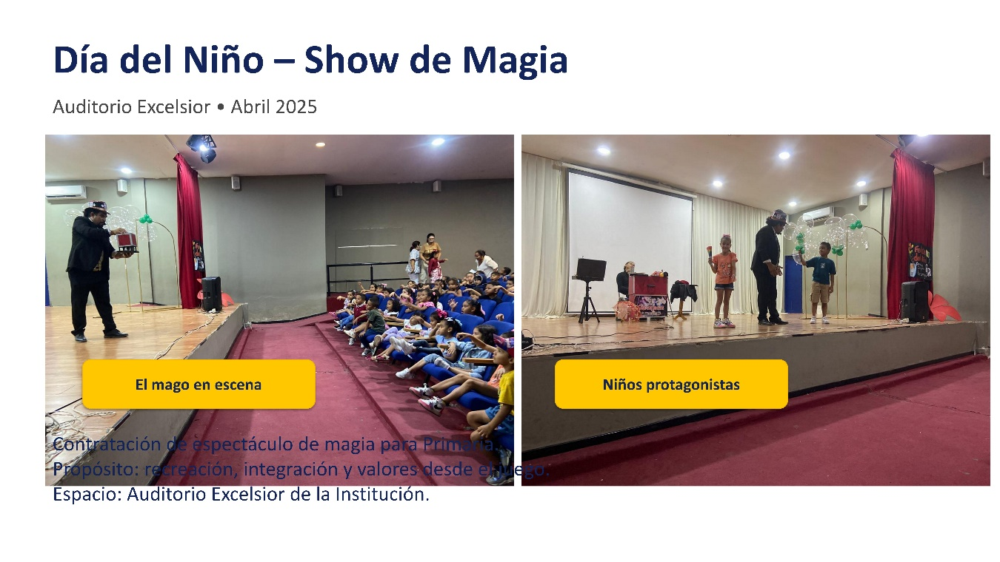 Día del Niño – Show de Magia
Auditorio Excelsior • Abril 2025
El mago en escena
Niños protagonistas
Contratación de espectáculo de magia para Primaria.
Propósito: recreación, integración y valores desde el juego.
Espacio: Auditorio Excelsior de la Institución.